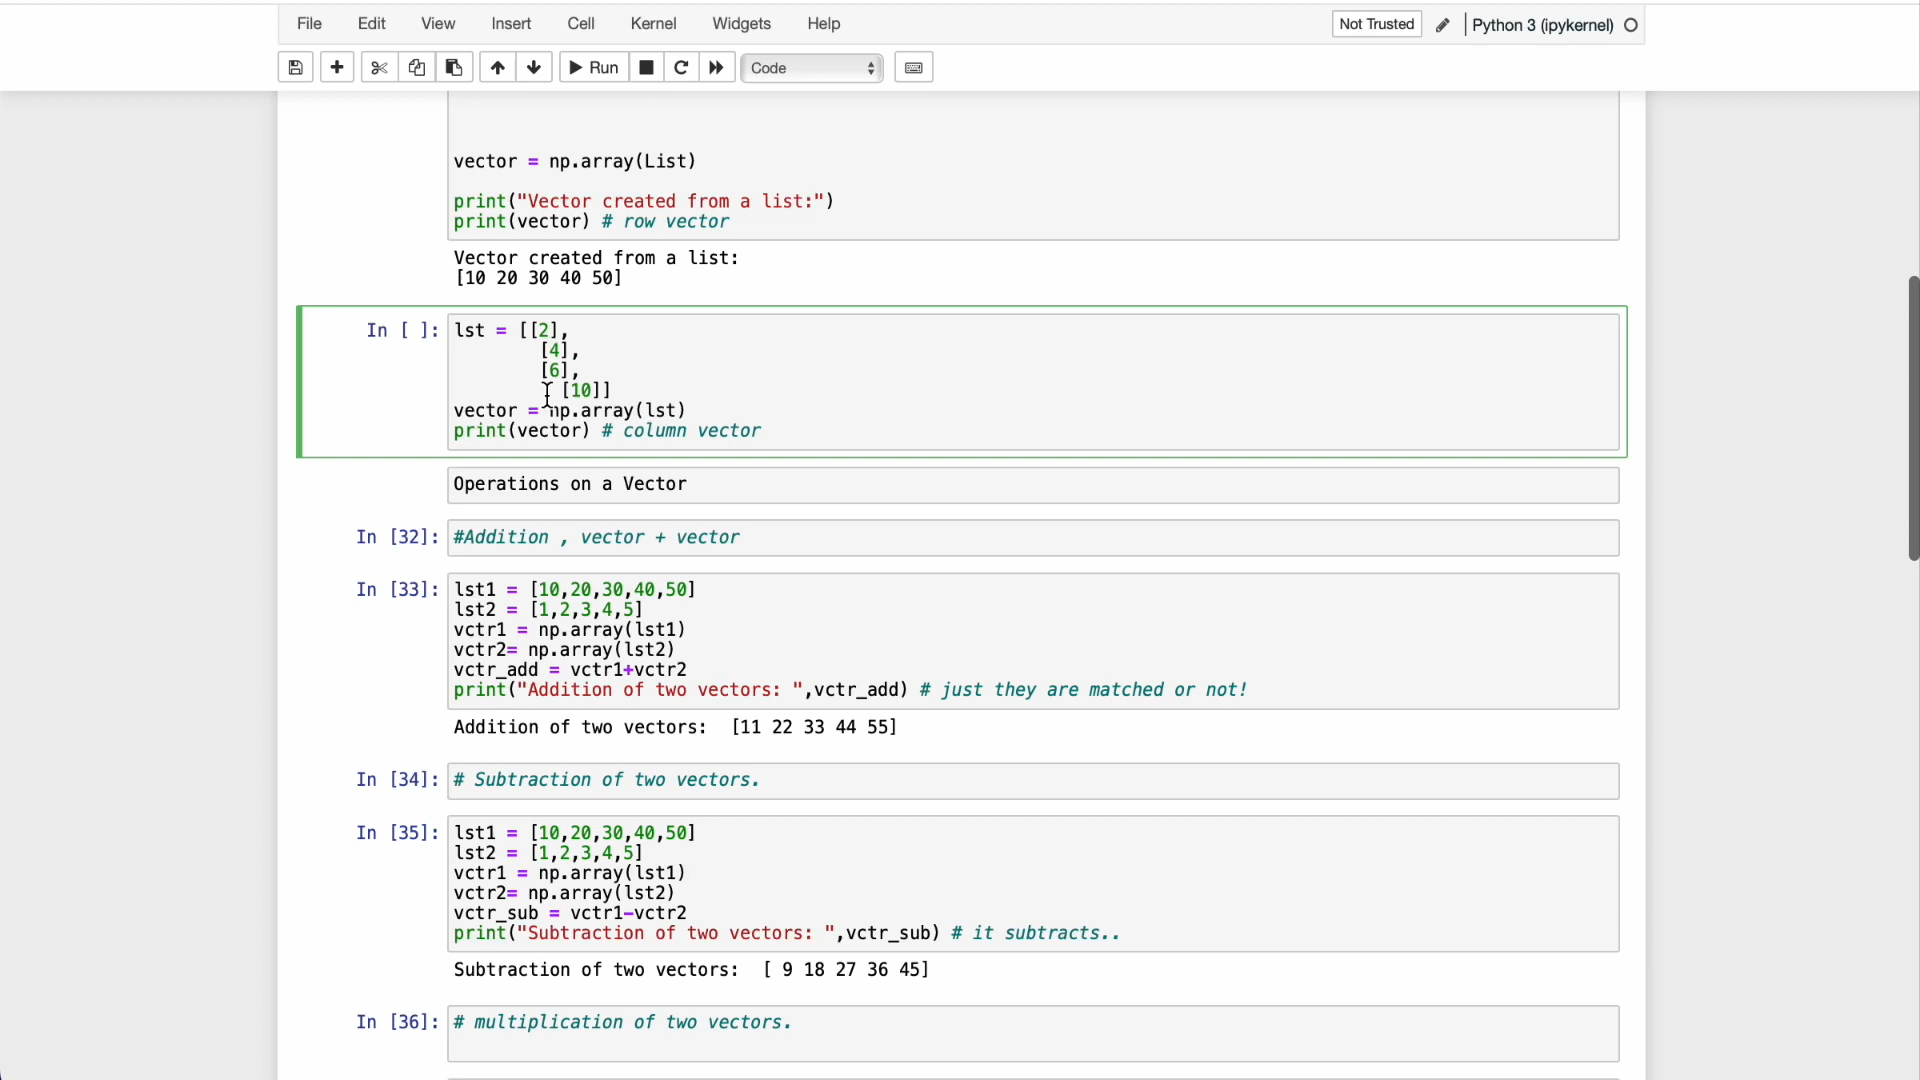 File Edit View Insert Cell Kernel Widgets Help Not Trusted Python 3 (ipykernel)
Run Code
vector = np.array(List)
print("Vector created from a list:")
print(vector) # row vector
Vector created from a list:
[10 20 30 40 50]
In [ ]: lst = [[2],
[4],
[6],
[10]]
vector = np.array(lst)
print(vector) # column vector
Operations on a Vector
In [32]: #Addition , vector + vector
In [33]: lst1 = [10,20,30,40,50]
lst2 = [1,2,3,4,5]
vctr1 = np.array(lst1)
vctr2= np.array(lst2)
vctr_add = vctr1+vctr2
print("Addition of two vectors: ",vctr_add) # just they are matched or not!
Addition of two vectors:  [11 22 33 44 55]
In [34]: # Subtraction of two vectors.
In [35]: lst1 = [10,20,30,40,50]
lst2 = [1,2,3,4,5]
vctr1 = np.array(lst1)
vctr2= np.array(lst2)
vctr_sub = vctr1-vctr2
print("Subtraction of two vectors: ",vctr_sub) # it subtracts..
Subtraction of two vectors:  [ 9 18 27 36 45]
In [36]: # multiplication of two vectors.